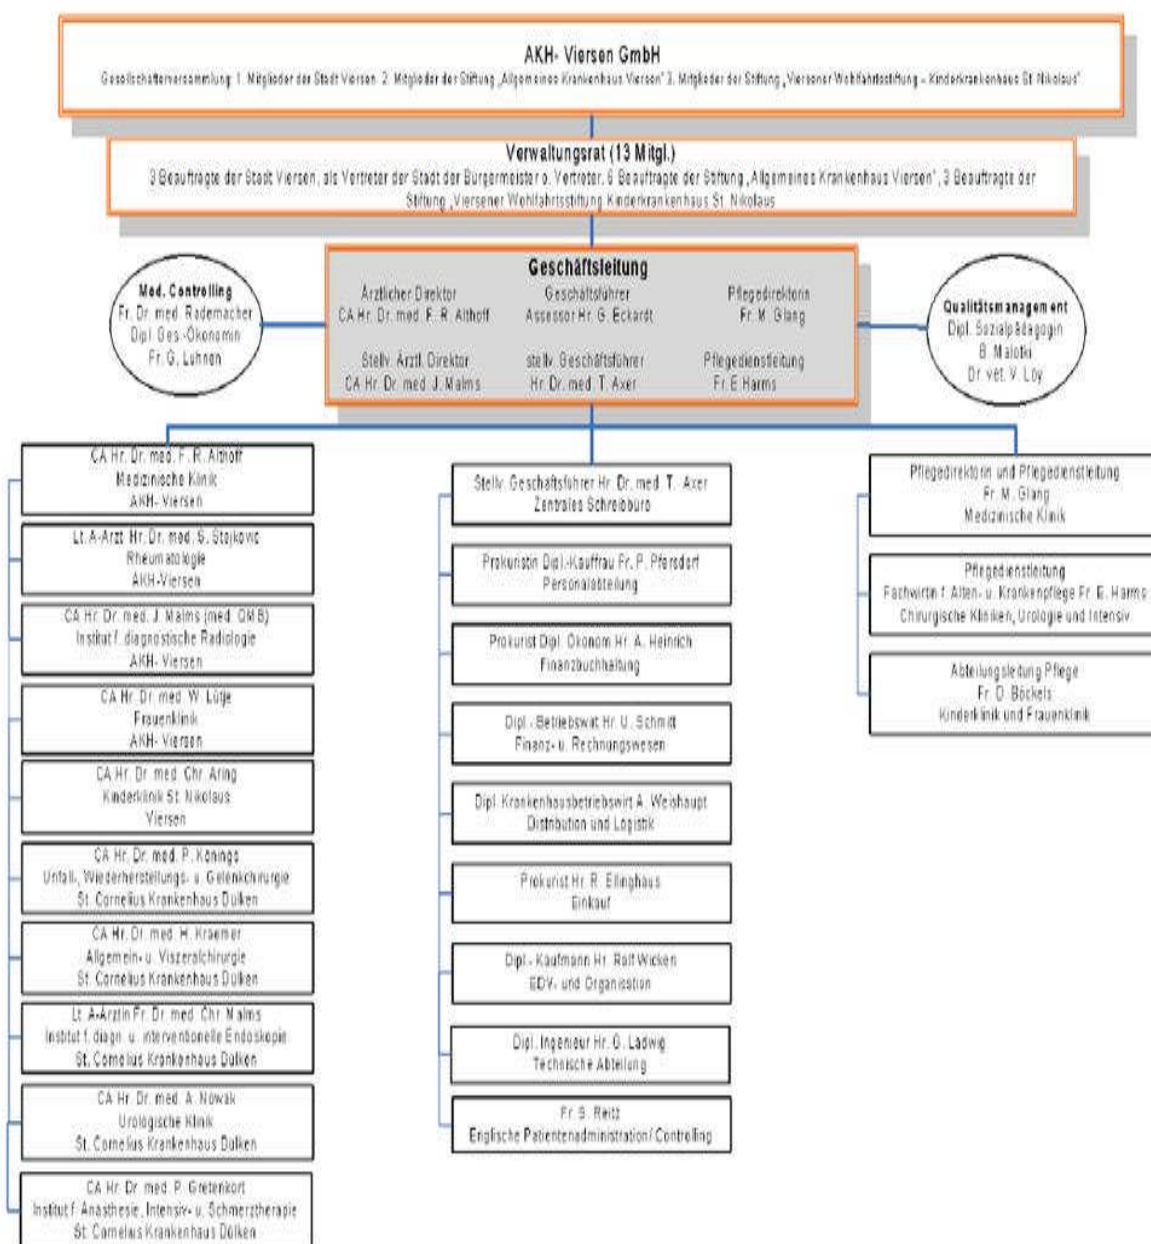 AKH- Viersen GmbH
Gesellschafterversammlung: 1. Mitglieder der Stadt Viersen. 2. Mitglieder der Stiftung „Allgemeines Krankenhaus Viersen" 3. Mitglieder der Stiftung „Viersener Wohlfahrtsstiftung – Kinderkrankenhaus St. Nikolaus"
Verwaltungsrat (13 Mitgl.)
3 Beauftragte der Stadt Viersen, als Vertreter der Stadt der Bürgermeister o. Vertreter, 6 Beauftragte der Stiftung „Allgemeines Krankenhaus Viersen", 3 Beauftragte der
Stiftung „Viersener Wohlfahrtsstiftung Kinderkrankenhaus St. Nikolaus
Med. Controlling
Fr. Dr. med. Rademacher
Dipl Ges.-Ökonomin
Fr. G. Luhnen
Geschäftsleitung
Ärztlicher Direktor
CA Hr. Dr. med. F. R. Althoff
Geschäftsführer
Assessor Hr. G. Eckardt
Pflegedirektorin
Fr. M. Glang
Stellv. Ärztl. Direktor
CA Hr. Dr. med. J. Malms
stellv. Geschäftsführer
Hr. Dr. med. T. Axer
Pflegedienstleitung
Fr. E Harms
Qualitätsmanagement
Dipl. Sozialpädagogin
B. Malotki
Dr. vet. V. Loy
CA Hr. Dr. med. F. R. Althoff
Medizinische Klinik
AKH- Viersen
Lt. A-Arzt Hr. Dr. med. S. Stojkovic
Rheumatologie
AKH-Viersen
CA Hr. Dr. med. J. Malms (med. QMB)
Institut f. diagnostische Radiologie
AKH- Viersen
CA Hr. Dr. med. W. Lütje
Frauenklinik
AKH- Viersen
CA Hr. Dr. med. Chr. Aring
Kinderklinik St. Nikolaus
Viersen
CA Hr. Dr. med. P. Könings
Unfall-, Wiederherstellungs- u. Gelenkchirurgie
St. Cornelius Krankenhaus Dülken
CA Hr. Dr. med. H. Kraemer
Allgemein- u. Viszeralchirurgie
St. Cornelius Krankenhaus Dülken
Lt. A-Ärztin Fr. Dr. med. Chr. Malms
Institut f. diagn. u. interventionelle Endoskopie
St. Cornelius Krankenhaus Dülken
CA Hr. Dr. med. A. Nowak
Urologische Klinik
St. Cornelius Krankenhaus Dülken
CA Hr. Dr. med. P. Gretenkort
Institut f. Anästhesie, Intensiv- u. Schmerztherapie
St. Cornelius Krankenhaus Dülken
Stellv. Geschäftsführer Hr. Dr. med. T. Axer
Zentrales Schreibbüro
Prokuristin Dipl.-Kauffrau Fr. P. Pfersdorf
Personalabteilung
Prokurist Dipl. Ökonom Hr. A. Heinrich
Finanzbuchhaltung
Dipl.- Betriebswirt Hr. U. Schmitt
Finanz- u. Rechnungswesen
Dipl. Krankenhausbetriebswirt A. Weishaupt
Distribution und Logistik
Prokurist Hr. R. Ellinghaus
Einkauf
Dipl.- Kaufmann Hr. Ralf Wicken
EDV- und Organisation
Dipl. Ingenieur Hr. G. Ladwig
Technische Abteilung
Fr. S. Reitz
Englische Patientenadministration/ Controlling
Pflegedirektorin und Pflegedienstleitung
Fr. M. Glang
Medizinische Klinik
Pflegedienstleitung
Fachwirtin f. Alten- u. Krankenpflege Fr. E. Harms
Chirurgische Kliniken, Urologie und Intensiv
Abteilungsleitung Pflege
Fr. D. Böckels
Kinderklinik und Frauenklinik